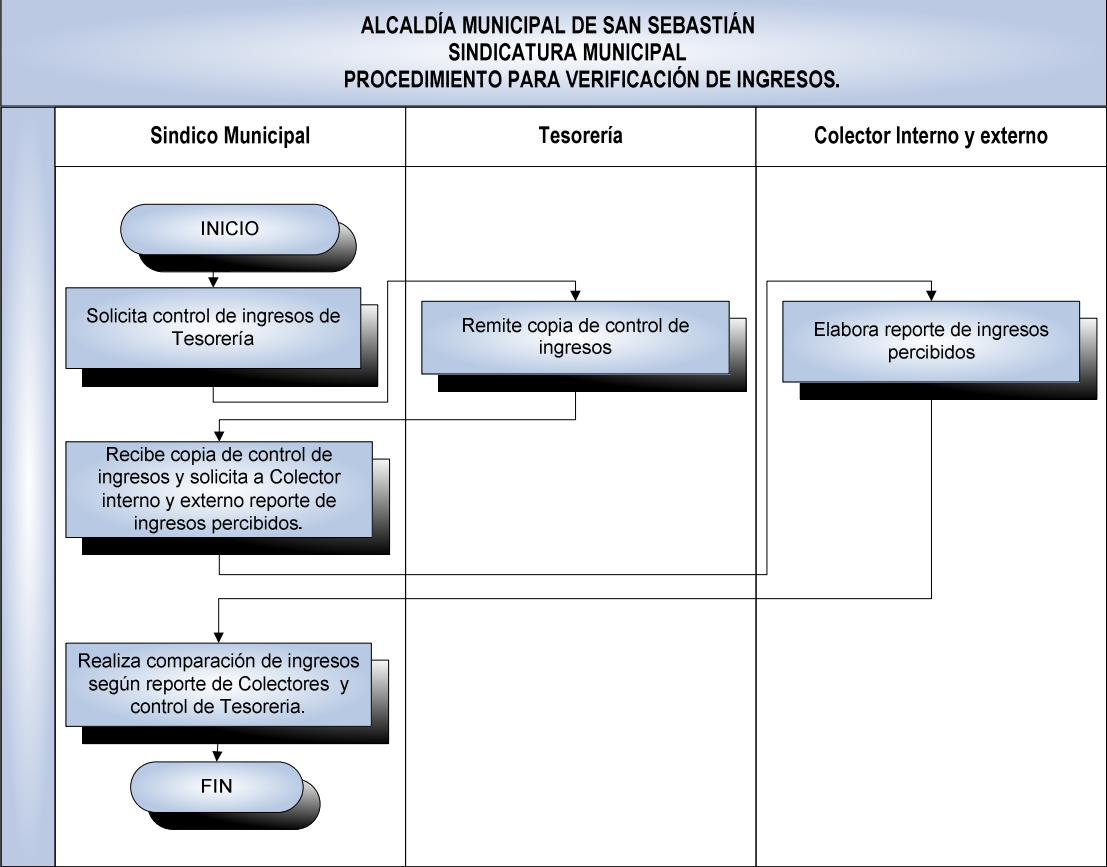 ALCALDÍA MUNICIPAL DE SAN SEBASTIÁN
SINDICATURA MUNICIPAL
PROCEDIMIENTO PARA VERIFICACIÓN DE INGRESOS.
Sindico Municipal
Tesorería
Colector Interno y externo
INICIO
Solicita control de ingresos de
Tesorería
Remite copia de control de
ingresos
Elabora reporte de ingresos
percibidos
Recibe copia de control de
ingresos y solicita a Colector
interno y externo reporte de
ingresos percibidos.
Realiza comparación de ingresos
según reporte de Colectores y
control de Tesoreria.
FIN